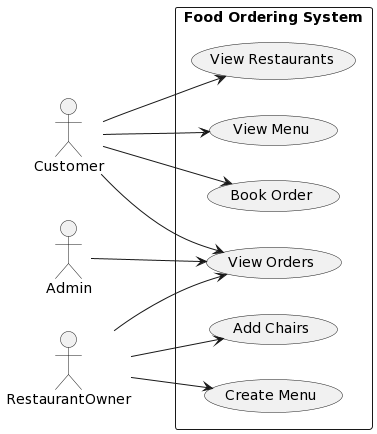 Food Ordering System
View Restaurants
View Menu
Customer
Book Order
View Orders
Admin
Add Chairs
RestaurantOwner
Create Menu